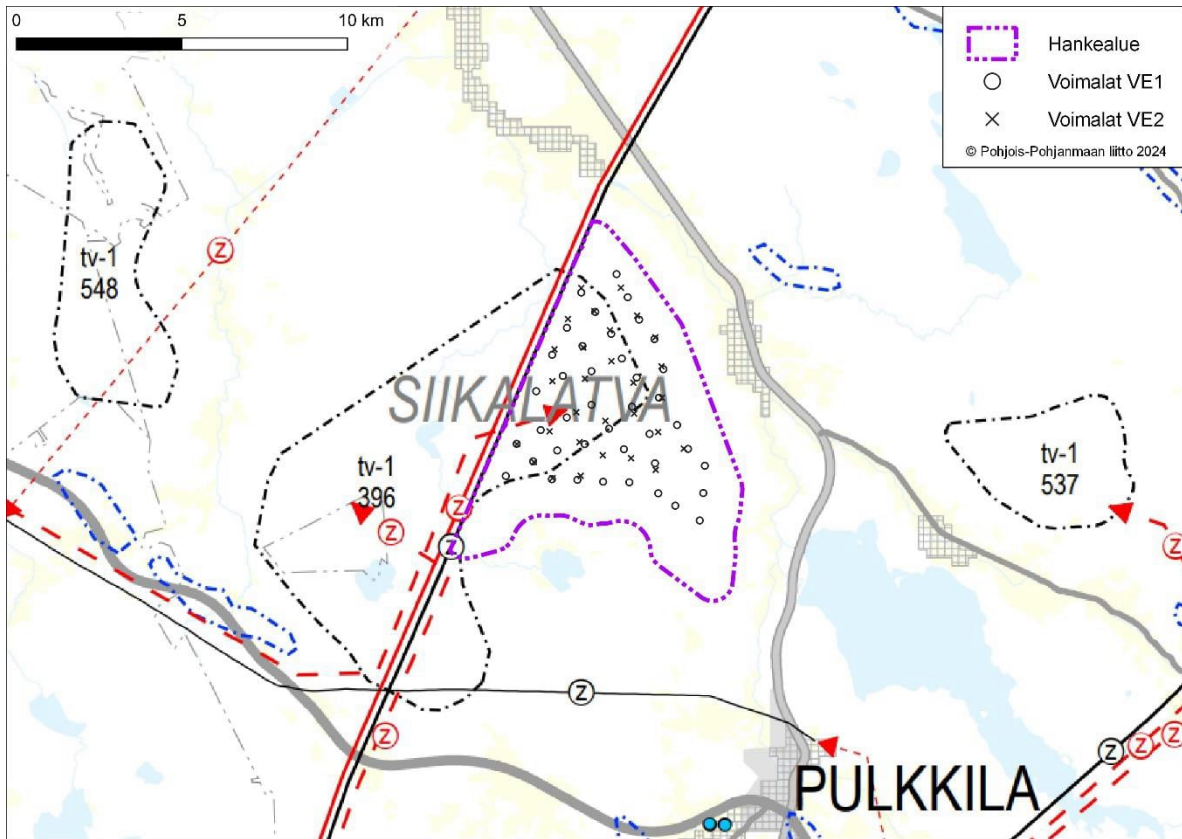 0 5 10 km
Hankealue
Voimalat VE1
Voimalat VE2
© Pohjois-Pohjanmaan liitto 2024
z
tv-1
548
SIIKALATVA
tv-1
396
tv-1
537
z
z
z
z
z
z
z
z
z
PULKKILA